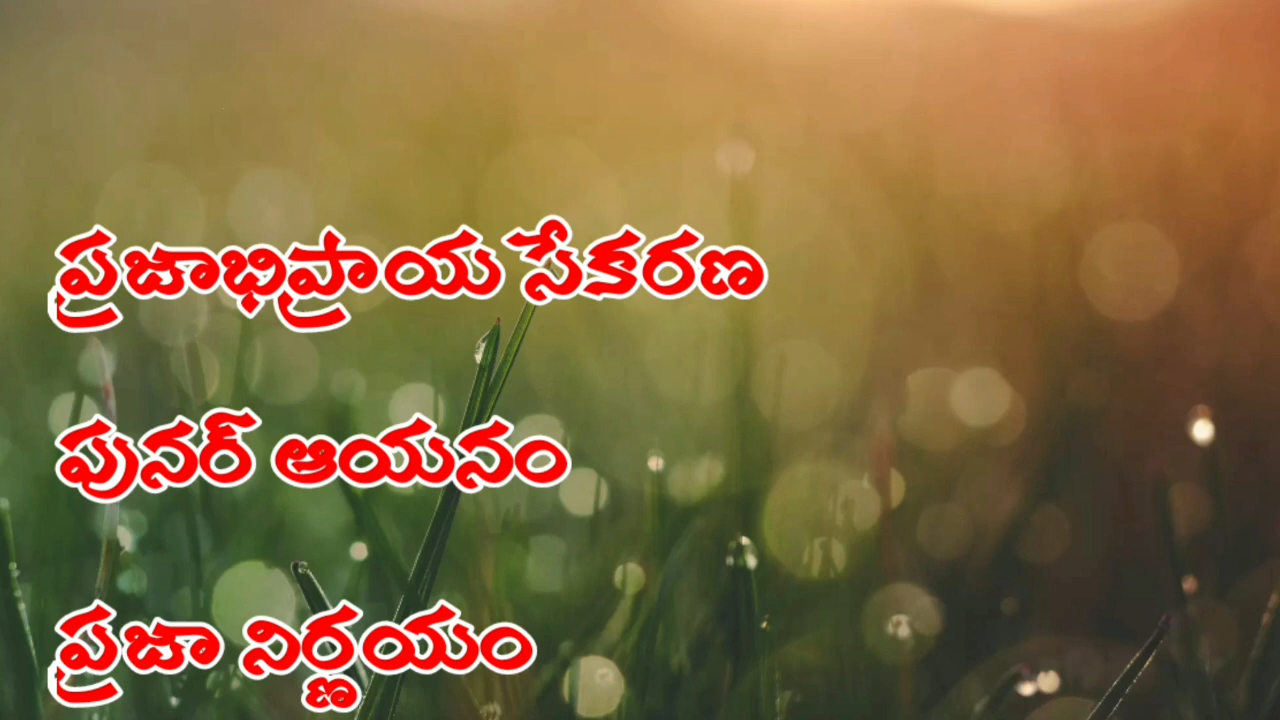 ప్రజాభిప్రాయ సేకరణ
పునర్ ఆయనం
ప్రజా నిర్ణయం